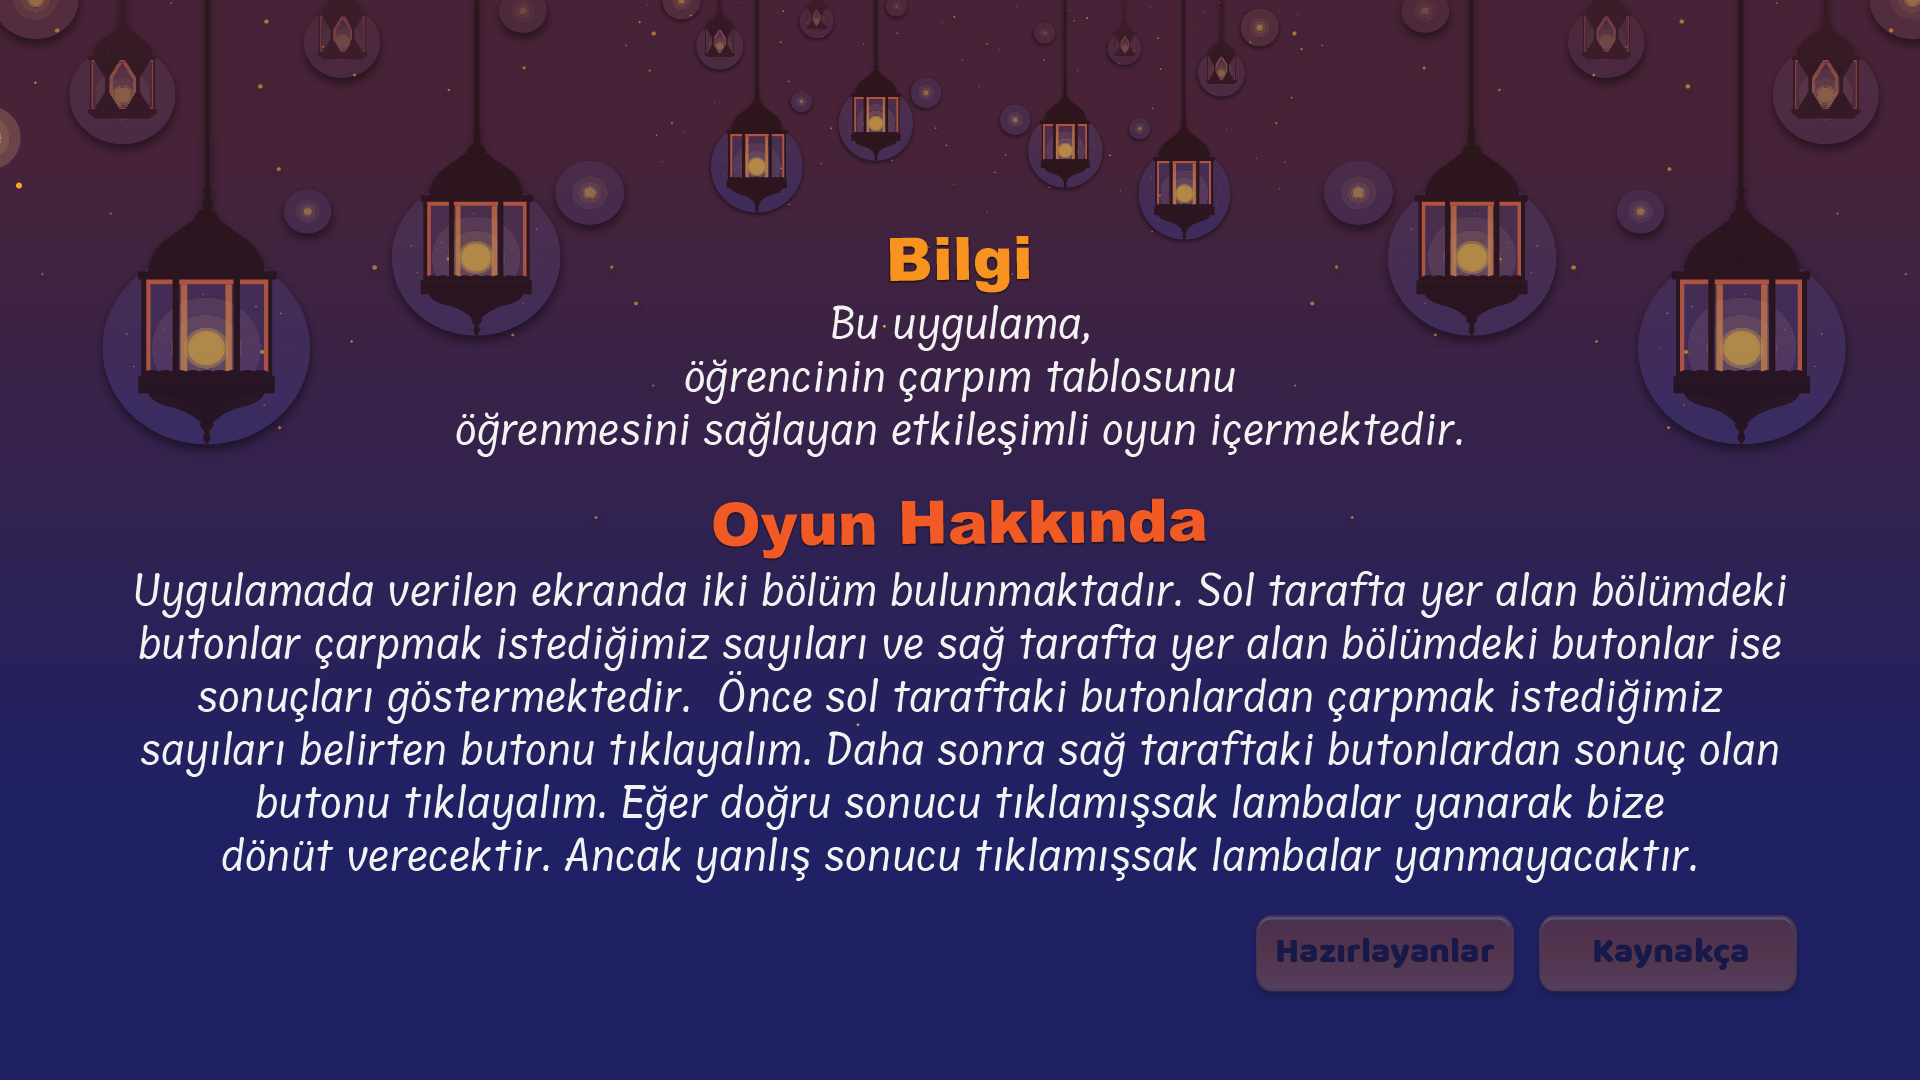 Bilgi
Bu uygulama,
öğrencinin çarpım tablosunu
öğrenmesini sağlayan etkileşimli oyun içermektedir.
Oyun Hakkında
Uygulamada verilen ekranda iki bölüm bulunmaktadır. Sol tarafta yer alan bölümdeki
butonlar çarpmak istediğimiz sayıları ve sağ tarafta yer alan bölümdeki butonlar ise
sonuçları göstermektedir.  Önce sol taraftaki butonlardan çarpmak istediğimiz
sayıları belirten butonu tıklayalım. Daha sonra sağ taraftaki butonlardan sonuç olan
butonu tıklayalım. Eğer doğru sonucu tıklamışsak lambalar yanarak bize
dönüt verecektir. Ancak yanlış sonucu tıklamışsak lambalar yanmayacaktır.
Hazırlayanlar
Kaynakça